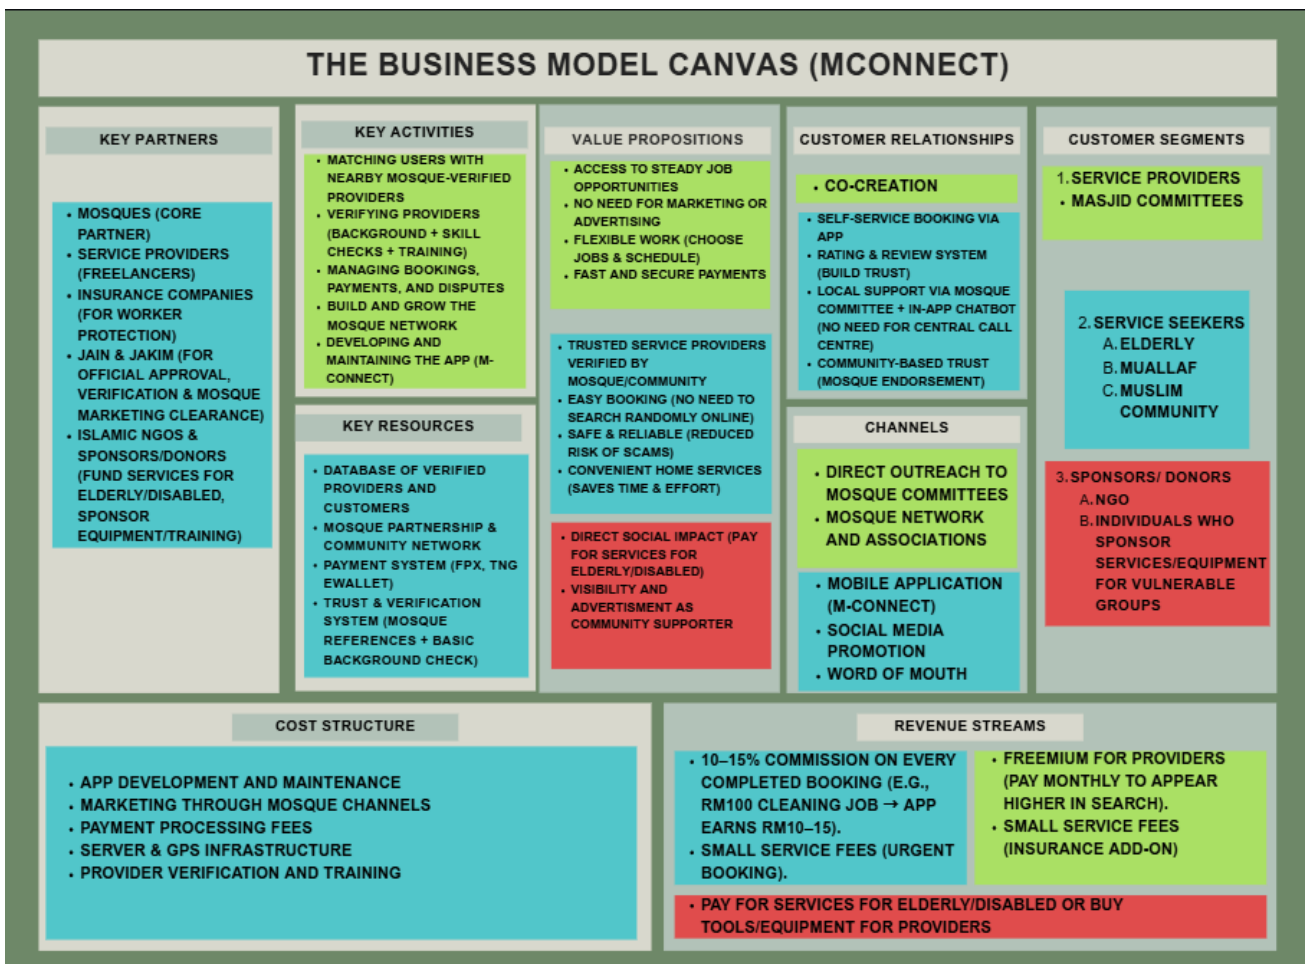 THE BUSINESS MODEL CANVAS (MCONNECT)
KEY PARTNERS
• MOSQUES (CORE
PARTNER)
• SERVICE PROVIDERS
(FREELANCERS)
• INSURANCE COMPANIES
(FOR WORKER
PROTECTION)
• JAIN & JAKIM (FOR
OFFICIAL APPROVAL,
VERIFICATION & MOSQUE
MARKETING CLEARANCE)
• ISLAMIC NGOS &
SPONSORS/DONORS
(FUND SERVICES FOR
ELDERLY/DISABLED,
SPONSOR
EQUIPMENT/TRAINING)
KEY ACTIVITIES
• MATCHING USERS WITH
NEARBY MOSQUE-VERIFIED
PROVIDERS
• VERIFYING PROVIDERS
(BACKGROUND + SKILL
CHECKS + TRAINING)
• MANAGING BOOKINGS,
PAYMENTS, AND DISPUTES
• BUILD AND GROW THE
MOSQUE NETWORK
• DEVELOPING AND
MAINTAINING THE APP (M-
CONNECT)
KEY RESOURCES
• DATABASE OF VERIFIED
PROVIDERS AND
CUSTOMERS
• MOSQUE PARTNERSHIP &
COMMUNITY NETWORK
• PAYMENT SYSTEM (FPX, TNG
EWALLET)
• TRUST & VERIFICATION
SYSTEM (MOSQUE
REFERENCES + BASIC
BACKGROUND CHECK)
VALUE PROPOSITIONS
• ACCESS TO STEADY JOB
OPPORTUNITIES
• NO NEED FOR MARKETING OR
ADVERTISING
• FLEXIBLE WORK (CHOOSE
JOBS & SCHEDULE)
• FAST AND SECURE PAYMENTS
• TRUSTED SERVICE PROVIDERS
VERIFIED BY
MOSQUE/COMMUNITY
• EASY BOOKING (NO NEED TO
SEARCH RANDOMLY ONLINE)
• SAFE & RELIABLE (REDUCED
RISK OF SCAMS)
• CONVENIENT HOME SERVICES
(SAVES TIME & EFFORT)
• DIRECT SOCIAL IMPACT (PAY
FOR SERVICES FOR
ELDERLY/DISABLED)
• VISIBILITY AND
ADVERTISMENT AS
COMMUNITY SUPPORTER
CUSTOMER RELATIONSHIPS
• CO-CREATION
• SELF-SERVICE BOOKING VIA
APP
• RATING & REVIEW SYSTEM
(BUILD TRUST)
• LOCAL SUPPORT VIA MOSQUE
COMMITTEE + IN-APP CHATBOT
(NO NEED FOR CENTRAL CALL
CENTRE)
• COMMUNITY-BASED TRUST
(MOSQUE ENDORSEMENT)
CHANNELS
• DIRECT OUTREACH TO
MOSQUE COMMITTEES
• MOSQUE NETWORK
AND ASSOCIATIONS
• MOBILE APPLICATION
(M-CONNECT)
• SOCIAL MEDIA
PROMOTION
• WORD OF MOUTH
CUSTOMER SEGMENTS
1. SERVICE PROVIDERS
• MASJID COMMITTEES
2. SERVICE SEEKERS
A. ELDERLY
B. MUALLAF
C. MUSLIM
COMMUNITY
3. SPONSORS/ DONORS
A. NGO
B. INDIVIDUALS WHO
SPONSOR
SERVICES/EQUIPMENT
FOR VULNERABLE
GROUPS
COST STRUCTURE
• APP DEVELOPMENT AND MAINTENANCE
• MARKETING THROUGH MOSQUE CHANNELS
• PAYMENT PROCESSING FEES
• SERVER & GPS INFRASTRUCTURE
• PROVIDER VERIFICATION AND TRAINING
REVENUE STREAMS
• 10–15% COMMISSION ON EVERY
COMPLETED BOOKING (E.G.,
RM100 CLEANING JOB → APP
EARNS RM10–15).
• SMALL SERVICE FEES (URGENT
BOOKING).
• FREEMIUM FOR PROVIDERS
(PAY MONTHLY TO APPEAR
HIGHER IN SEARCH).
• SMALL SERVICE FEES
(INSURANCE ADD-ON)
• PAY FOR SERVICES FOR ELDERLY/DISABLED OR BUY
TOOLS/EQUIPMENT FOR PROVIDERS